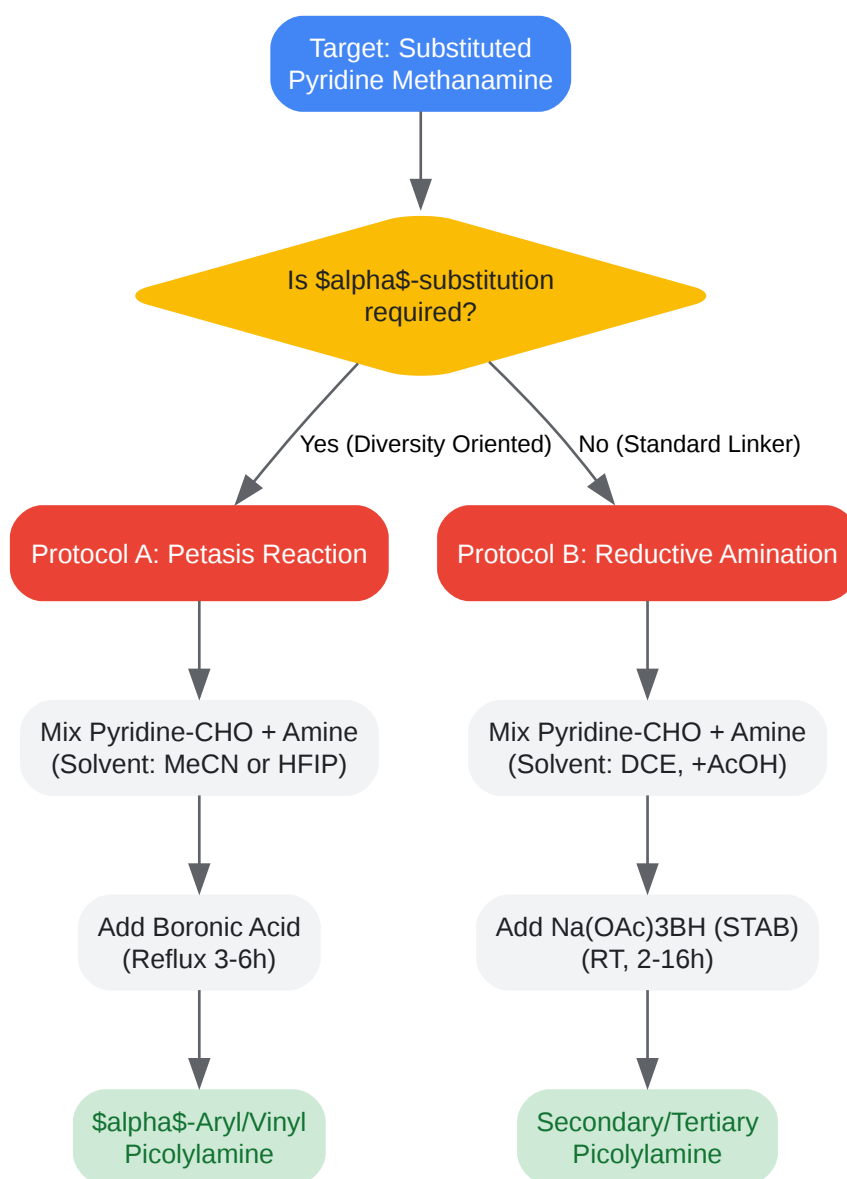 Target: Substituted
Pyridine Methanamine
Is $alpha$-substitution
required?
Yes (Diversity Oriented)
No (Standard Linker)
Protocol A: Petasis Reaction
Protocol B: Reductive Amination
Mix Pyridine-CHO + Amine
(Solvent: MeCN or HFIP)
Mix Pyridine-CHO + Amine
(Solvent: DCE, +AcOH)
Add Boronic Acid
(Reflux 3-6h)
Add Na(OAc)3BH (STAB)
(RT, 2-16h)
$alpha$-Aryl/Vinyl
Picolylamine
Secondary/Tertiary
Picolylamine